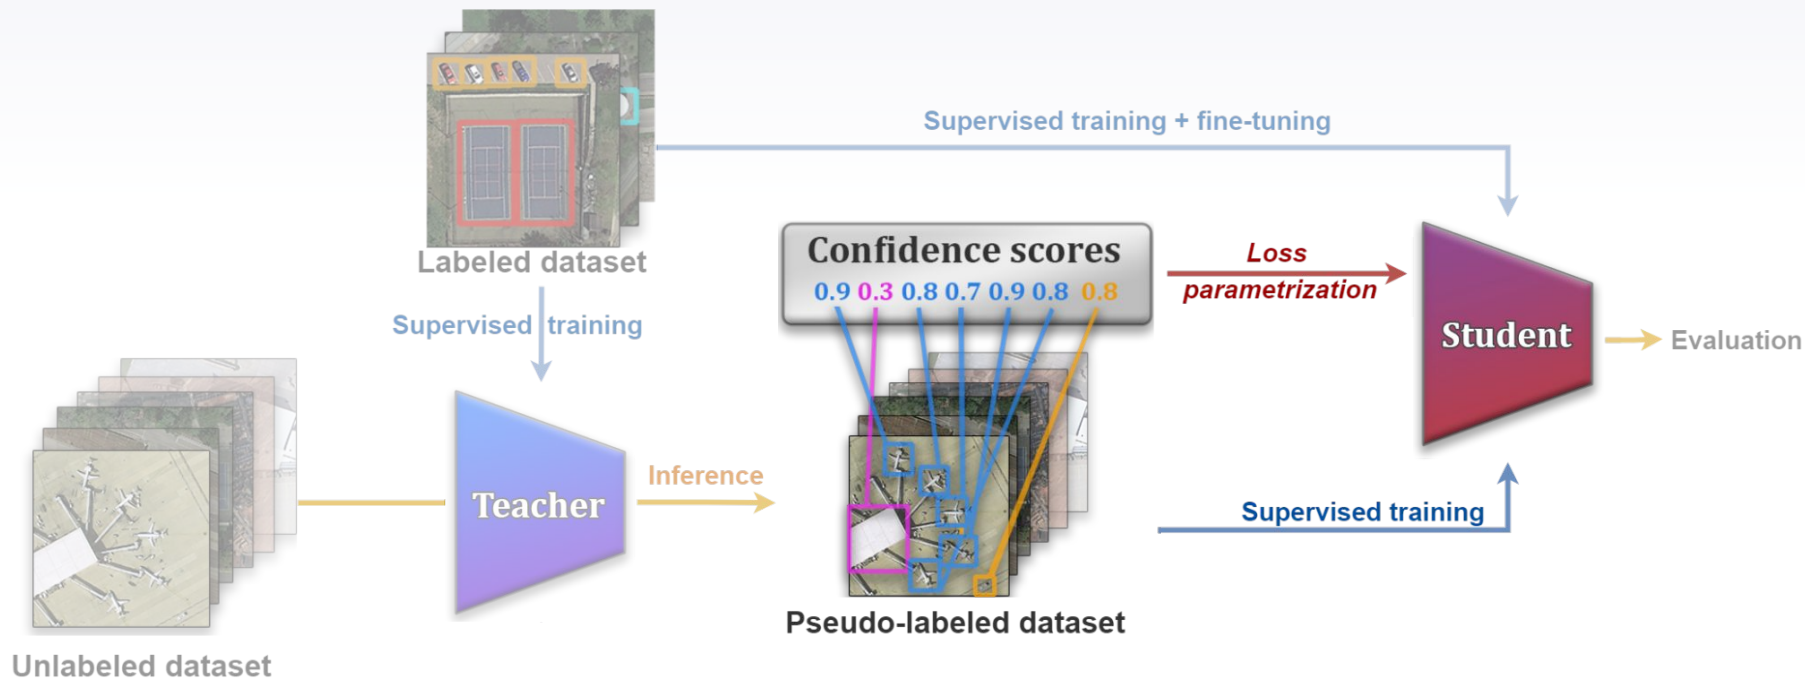 Supervised training + fine-tuning
Labeled dataset
Confidence scores
0.9 0.3 0.8 0.7 0.9 0.8 0.8
Loss
parametrization
Supervised training
Student
Evaluation
Inference
Teacher
Supervised training
Pseudo-labeled dataset
Unlabeled dataset